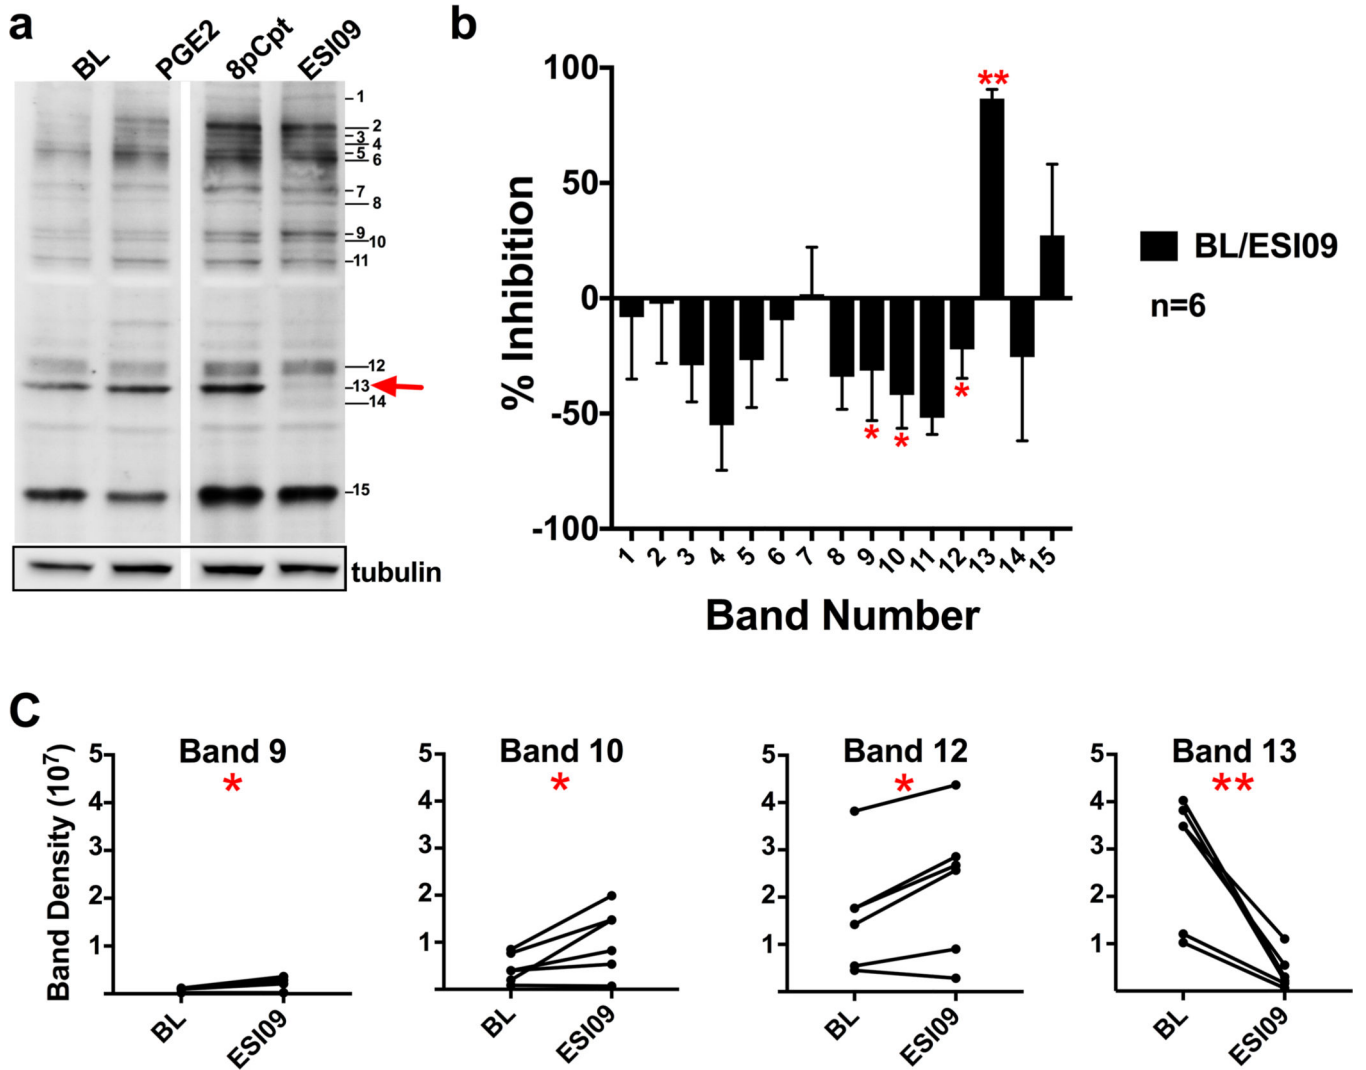 a
BL PGE2 8pCpt ESI09
1
2
3
4
5
6
7
8
9
10
11
12
13
14
15
tubulin
b
100
50
0
-50
-100
% Inhibition
** * * *
1 2 3 4 5 6 7 8 9 10 11 12 13 14 15
Band Number
BL/ESI09
n=6
C
Band Density (10⁷)
Band 9
*
5
4
3
2
1
BL ESI09
Band 10
*
5
4
3
2
1
BL ESI09
Band 12
*
5
4
3
2
1
BL ESI09
Band 13
**
5
4
3
2
1
BL ESI09